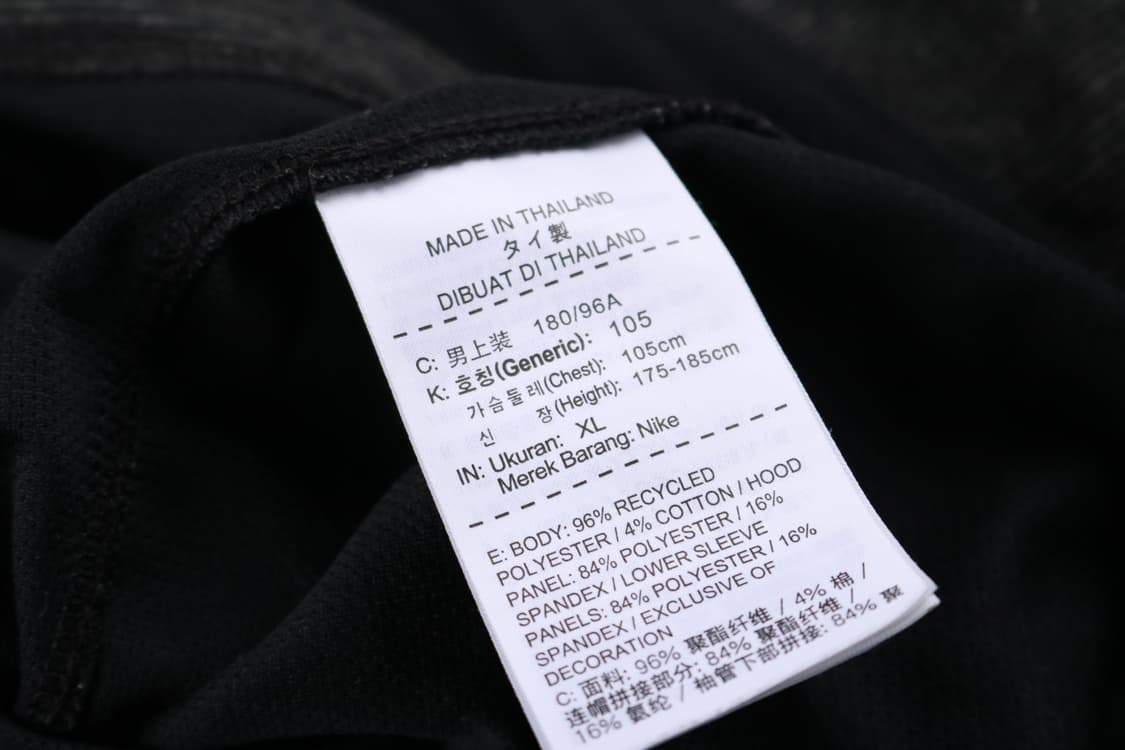 MADE IN THAILAND
タイ製
DIBUAT DI THAILAND
C: 男上装 180/96A
K: 호칭(Generic): 105
가슴둘레(Chest): 105cm
신 장(Height): 175-185cm
IN: Ukuran: XL
Merek Barang: Nike
E: BODY: 96% RECYCLED
POLYESTER / 4% COTTON / HOOD
PANEL: 84% POLYESTER / 16%
SPANDEX / LOWER SLEEVE
PANELS: 84% POLYESTER / 16%
SPANDEX / EXCLUSIVE OF
DECORATION
C: 面料: 96% 聚酯纤维 / 4% 棉 /
连帽拼接部分: 84% 聚酯纤维 /
16% 氨纶 / 袖管下部拼接: 84% 聚